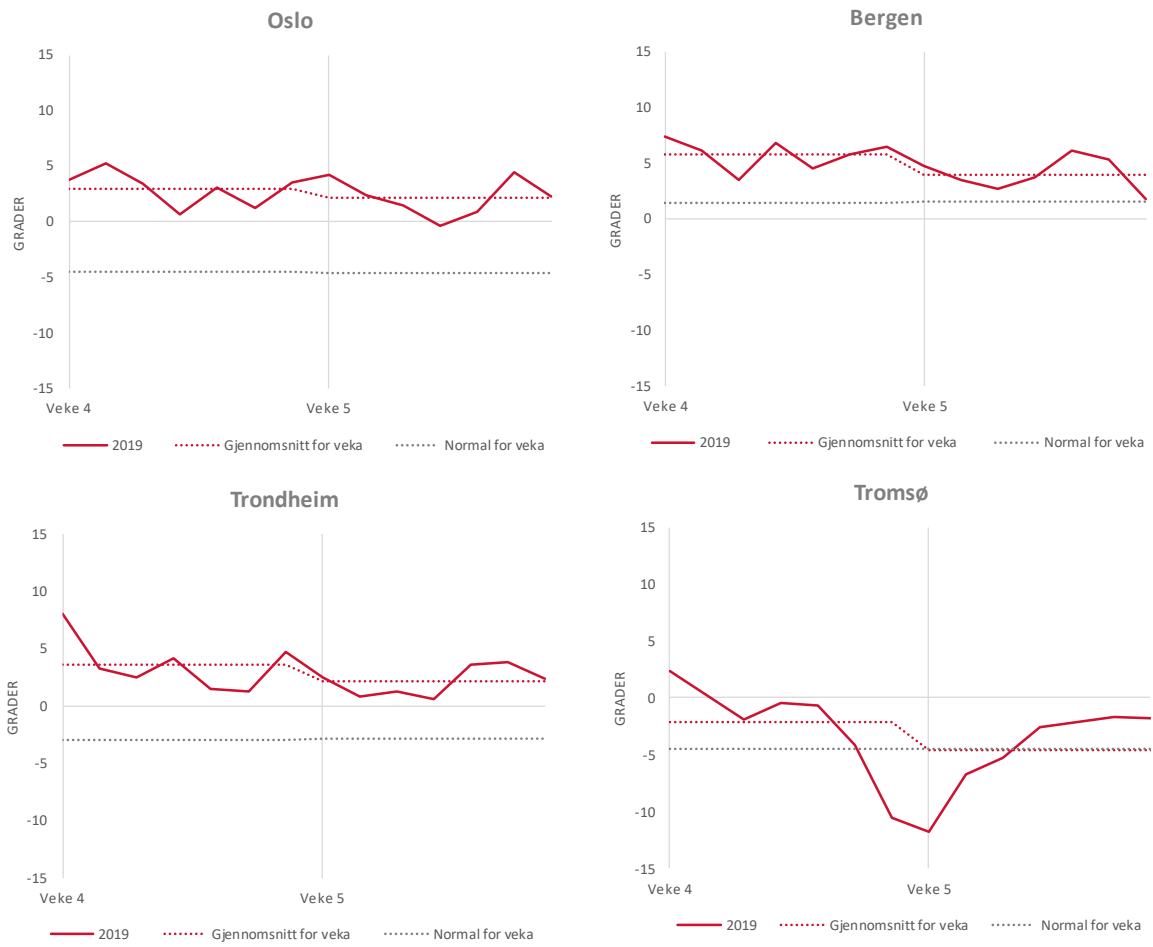 Oslo
15
10
5
0
-5
-10
-15
GRADER
Veke 4
Veke 5
2019
Gjennomsnitt for veka
Normal for veka
Bergen
15
10
5
0
-5
-10
-15
GRADER
Veke 4
Veke 5
2019
Gjennomsnitt for veka
Normal for veka
Trondheim
15
10
5
0
-5
-10
-15
GRADER
Veke 4
Veke 5
2019
Gjennomsnitt for veka
Normal for veka
Tromsø
15
10
5
0
-5
-10
-15
GRADER
Veke 4
Veke 5
2019
Gjennomsnitt for veka
Normal for veka